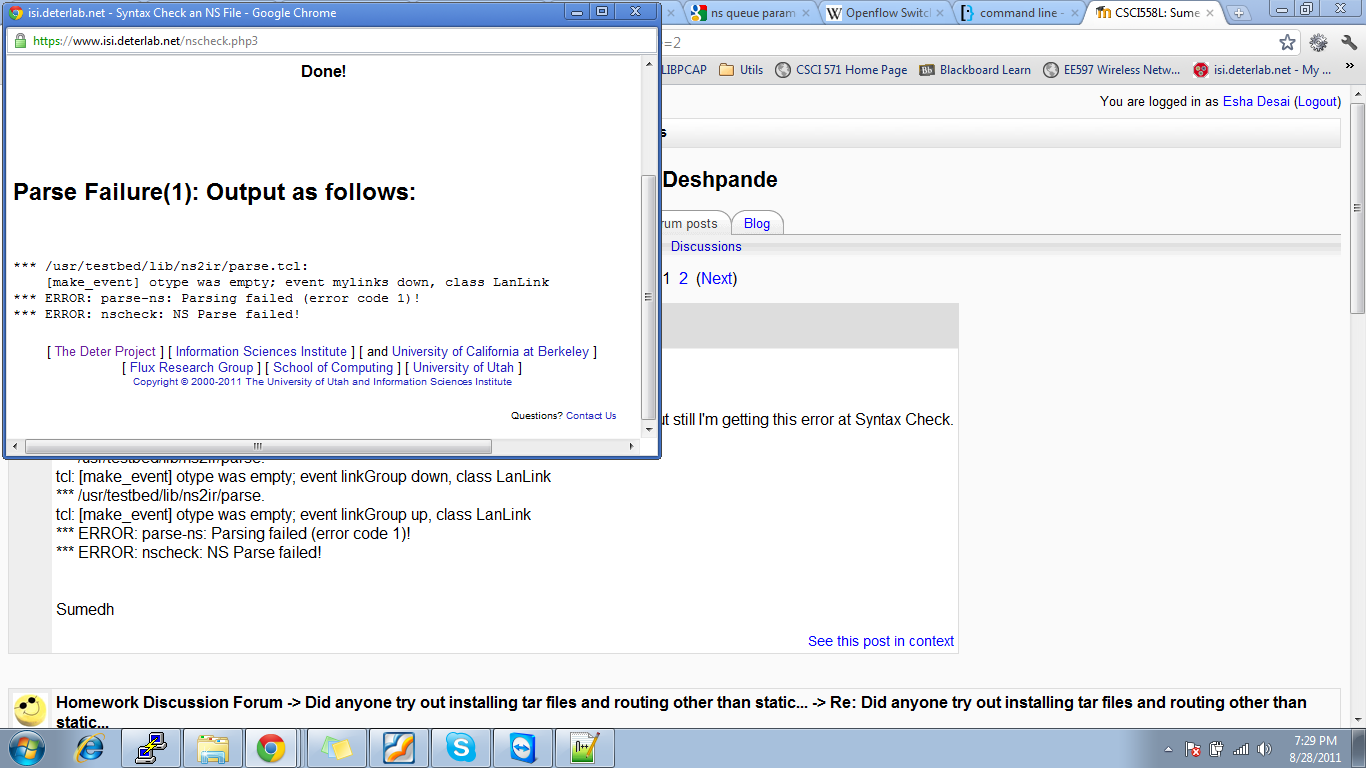 isi.deterlab.net - Syntax Check an NS File - Google Chrome
https://www.isi.deterlab.net/nscheck.php3
Done!
Parse Failure(1): Output as follows:
*** /usr/testbed/lib/ns2ir/parse.tcl:
[make_event] otype was empty; event mylinks down, class LanLink
*** ERROR: parse-ns: Parsing failed (error code 1)!
*** ERROR: nscheck: NS Parse failed!
[ The Deter Project ] [ Information Sciences Institute ] [ and University of California at Berkeley ]
[ Flux Research Group ] [ School of Computing ] [ University of Utah ]
Copyright © 2000-2011 The University of Utah and Information Sciences Institute
Questions? Contact Us
ns queue param
Openflow Switc
command line -
CSCI558L: Sume
=2
LIBPCAP
Utils
CSCI 571 Home Page
Bb Blackboard Learn
EE597 Wireless Netw...
isi.deterlab.net - My ...
»
You are logged in as Esha Desai (Logout)
s
Deshpande
rum posts
Blog
Discussions
1 2 (Next)
ut still I'm getting this error at Syntax Check.
tcl: [make_event] otype was empty; event linkGroup down, class LanLink
*** /usr/testbed/lib/ns2ir/parse.
tcl: [make_event] otype was empty; event linkGroup up, class LanLink
*** ERROR: parse-ns: Parsing failed (error code 1)!
*** ERROR: nscheck: NS Parse failed!
Sumedh
See this post in context
Homework Discussion Forum -> Did anyone try out installing tar files and routing other than static... -> Re: Did anyone try out installing tar files and routing other than
static...
7:29 PM
8/28/2011